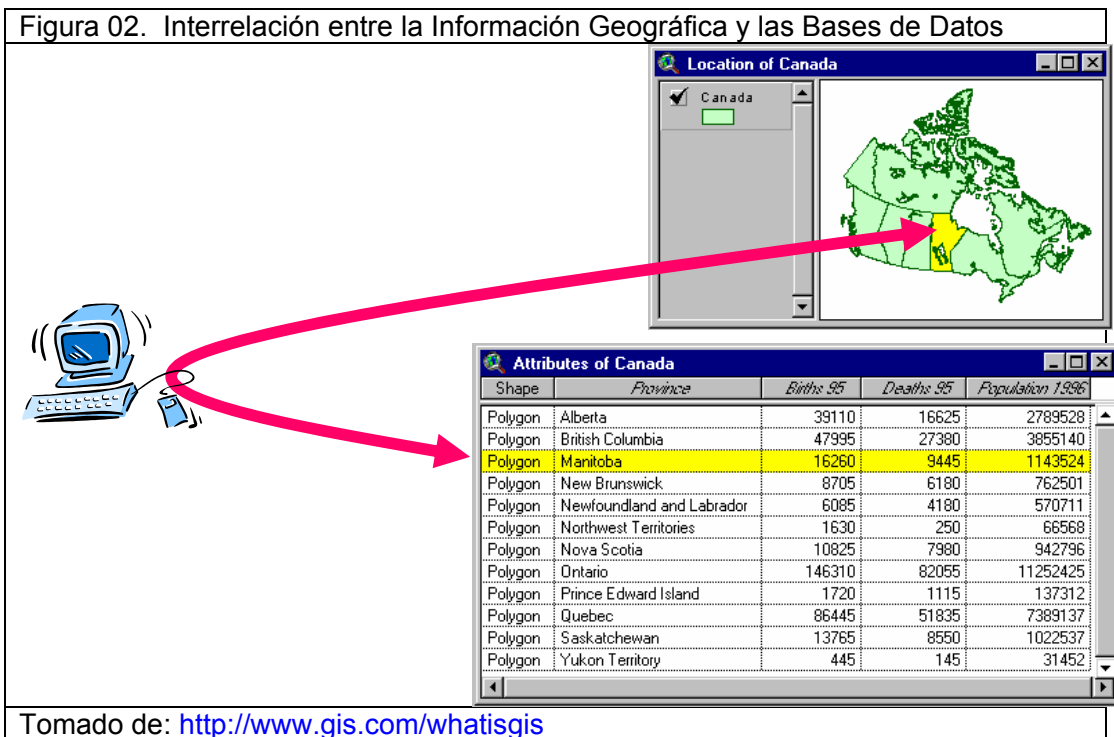 Figura 02.  Interrelación entre la Información Geográfica y las Bases de Datos
Location of Canada
Canada
Attributes of Canada
Shape Province Births 95 Deaths 95 Population 1996
Polygon Alberta 39110 16625 2789528
Polygon British Columbia 47995 27380 3855140
Polygon Manitoba 16260 9445 1143524
Polygon New Brunswick 8705 6180 762501
Polygon Newfoundland and Labrador 6085 4180 570711
Polygon Northwest Territories 1630 250 66568
Polygon Nova Scotia 10825 7980 942796
Polygon Ontario 146310 82055 11252425
Polygon Prince Edward Island 1720 1115 137312
Polygon Quebec 86445 51835 7389137
Polygon Saskatchewan 13765 8550 1022537
Polygon Yukon Territory 445 145 31452
Tomado de: http://www.gis.com/whatisgis